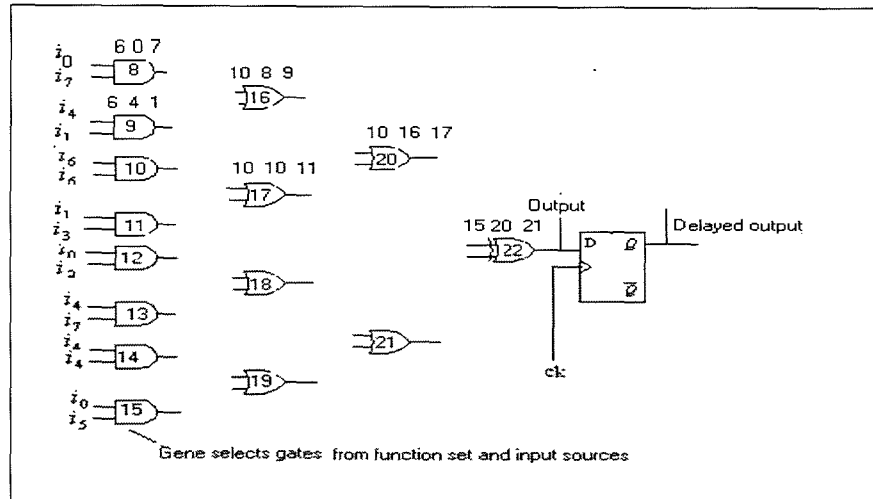 i0 6 0 7
i7 8
10 8 9
16
i4 6 4 1
i1 9
10 16 17
20
i6 10
i6
10 10 11
17
i1 11
i3
Output
Delayed output
15 20 21
22
D Q
Q
ck
i0 12
i2
18
i4 13
i7
21
i4 14
i4
19
i0 15
i5
Gene selects gates from function set and input sources